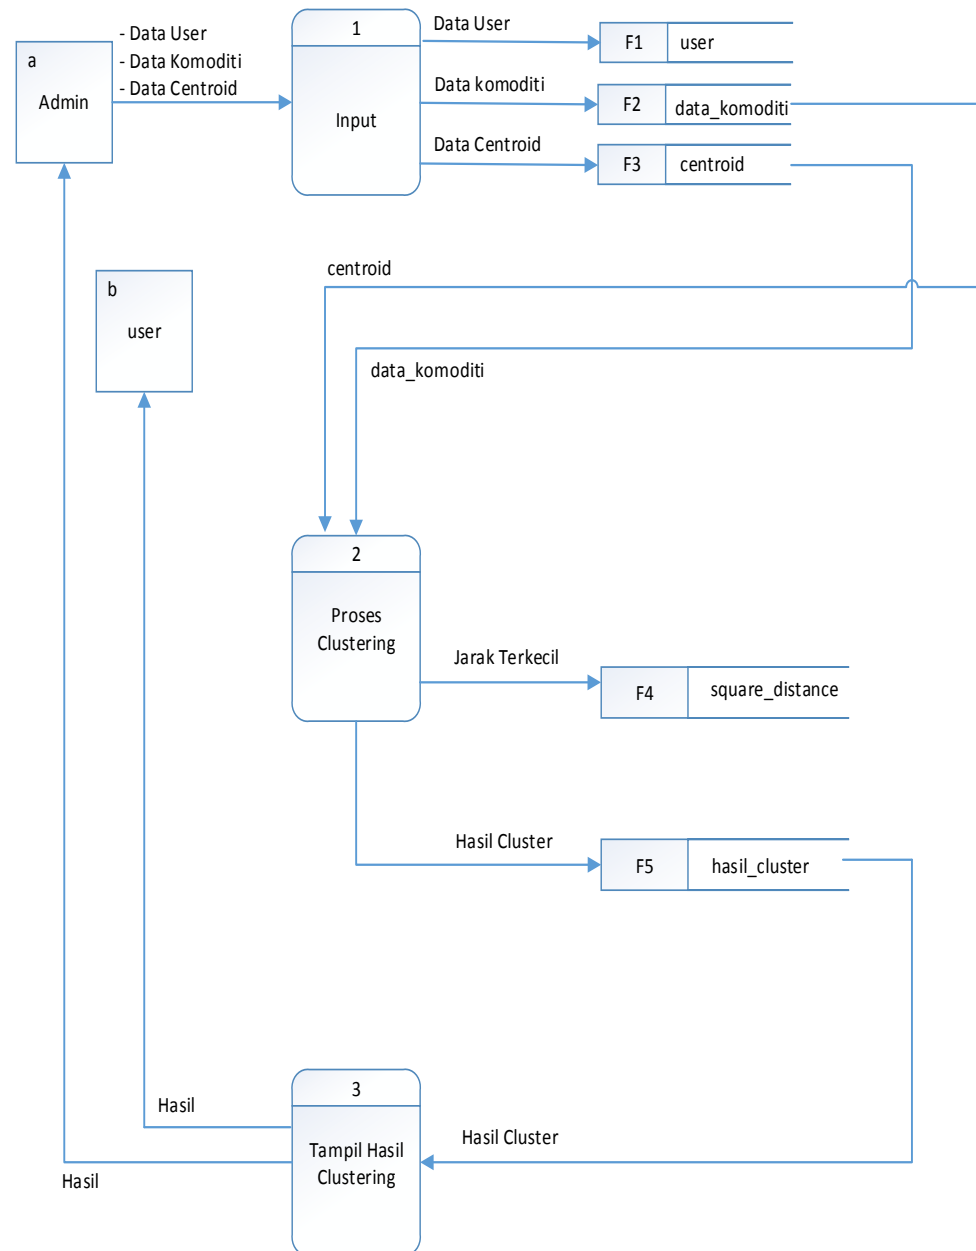 a
Admin
- Data User
- Data Komoditi
- Data Centroid
1
Input
Data User
F1
user
Data komoditi
F2
data_komoditi
Data Centroid
F3
centroid
centroid
b
user
data_komoditi
2
Proses
Clustering
Jarak Terkecil
F4
square_distance
Hasil Cluster
F5
hasil_cluster
3
Tampil Hasil
Clustering
Hasil
Hasil
Hasil Cluster